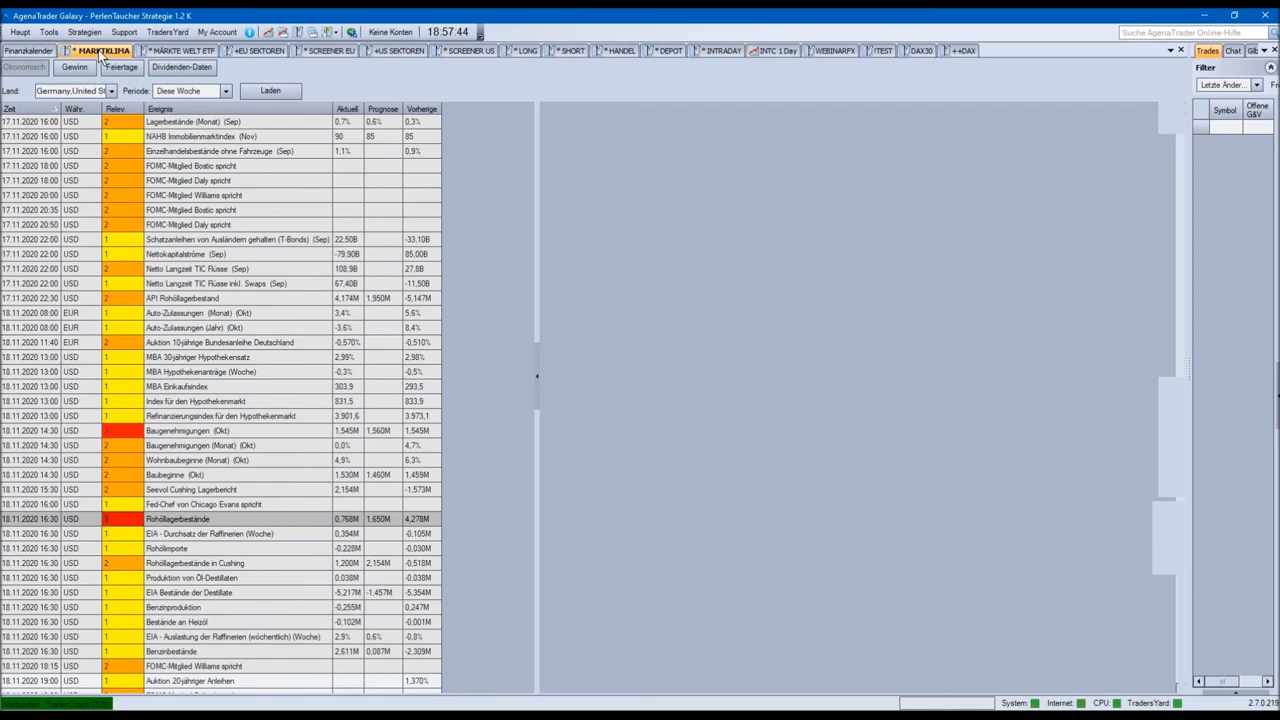 AgenaTrader Galaxy - PerlenTaucher Strategie 1.2 K
Haupt Tools Strategien Support TradersYard My Account Keine Konten 18:57:44 Suche AgenaTrader Online-Hilfe
Finanzkalender * MARKTKLIMA * MÄRKTE WELT ETF +EU SEKTOREN * SCREENER EU +US SEKTOREN * SCREENER US * LONG * SHORT * HANDEL * DEPOT * INTRADAY INTC 1 Day WEBINARFX !TEST DAX30 ++DAX Trades Chat
Ökonomisch Gewinn Feiertage Dividenden-Daten Filter
Land: Germany,United St Periode: Diese Woche Laden Letzte Änder
Zeit Währ. Relev. Ereignis Aktuell Prognose Vorherige Symbol Offene G&V
17.11.2020 16:00 USD 2 Lagerbestände (Monat) (Sep) 0,7% 0,6% 0,3%
17.11.2020 16:00 USD 1 NAHB Immobilienmarktindex (Nov) 90 85 85
17.11.2020 16:00 USD 2 Einzelhandelsbestände ohne Fahrzeuge (Sep) 1,1% 0,9%
17.11.2020 18:00 USD 2 FOMC-Mitglied Bostic spricht
17.11.2020 18:00 USD 2 FOMC-Mitglied Daly spricht
17.11.2020 20:00 USD 2 FOMC-Mitglied Williams spricht
17.11.2020 20:35 USD 2 FOMC-Mitglied Bostic spricht
17.11.2020 20:50 USD 2 FOMC-Mitglied Daly spricht
17.11.2020 22:00 USD 1 Schatzanleihen von Ausländern gehalten (T-Bonds) (Sep) 22,50B -33,10B
17.11.2020 22:00 USD 1 Nettokapitalströme (Sep) -79,90B 85,00B
17.11.2020 22:00 USD 2 Netto Langzeit TIC Flüsse (Sep) 108,9B 27,8B
17.11.2020 22:00 USD 1 Netto Langzeit TIC Flüsse inkl. Swaps (Sep) 67,40B -11,50B
17.11.2020 22:30 USD 2 API Rohöllagerbestand 4,174M 1,950M -5,147M
18.11.2020 08:00 EUR 1 Auto-Zulassungen (Monat) (Okt) 3.4% 5,6%
18.11.2020 08:00 EUR 1 Auto-Zulassungen (Jahr) (Okt) -3,6% 8,4%
18.11.2020 11:40 EUR 2 Auktion 10-jährige Bundesanleihe Deutschland -0,570% -0,510%
18.11.2020 13:00 USD 1 MBA 30-jähriger Hypothekensatz 2,99% 2,98%
18.11.2020 13:00 USD 1 MBA Hypothekenanträge (Woche) -0,3% -0,5%
18.11.2020 13:00 USD 1 MBA Einkaufsindex 303,9 293,5
18.11.2020 13:00 USD 1 Index für den Hypothekenmarkt 831,5 833,9
18.11.2020 13:00 USD 1 Refinanzierungsindex für den Hypothekenmarkt 3.901,6 3.973,1
18.11.2020 14:30 USD Baugenehmigungen (Okt) 1,545M 1,560M 1,545M
18.11.2020 14:30 USD 2 Baugenehmigungen (Monat) (Okt) 0,0% 4,7%
18.11.2020 14:30 USD 2 Wohnbaubeginne (Monat) (Okt) 4,9% 6,3%
18.11.2020 14:30 USD 2 Baubeginne (Okt) 1,530M 1,460M 1,459M
18.11.2020 15:30 USD 2 Seevol Cushing Lagerbericht 2,154M -1,573M
18.11.2020 16:00 USD 1 Fed-Chef von Chicago Evans spricht
18.11.2020 16:30 USD 3 Rohöllagerbestände 0,768M 1,650M 4,278M
18.11.2020 16:30 USD 1 EIA - Durchsatz der Raffinerien (Woche) 0,394M -0,105M
18.11.2020 16:30 USD 1 Rohölimporte -0,228M -0,030M
18.11.2020 16:30 USD 2 Rohöllagerbestände in Cushing 1,200M 2,154M -0,518M
18.11.2020 16:30 USD 1 Produktion von Öl-Destillaten 0,038M -0,038M
18.11.2020 16:30 USD 1 EIA Bestände der Destillate -5,217M -1,457M -5,354M
18.11.2020 16:30 USD 1 Benzinproduktion -0,255M 0,247M
18.11.2020 16:30 USD 1 Bestände an Heizöl -0,102M -0,001M
18.11.2020 16:30 USD 1 EIA - Auslastung der Raffinerien (wöchentlich) (Woche) 2.9% 0,6% -0.8%
18.11.2020 16:30 USD 1 Benzinbestände 2,611M 0,087M -2,309M
18.11.2020 18:15 USD 2 FOMC-Mitglied Williams spricht
18.11.2020 19:00 USD 1 Auktion 20-jähriger Anleihen 1,370%
Verbunden - TraderCoach System: Internet: CPU: TradersYard: 2.7.0.219